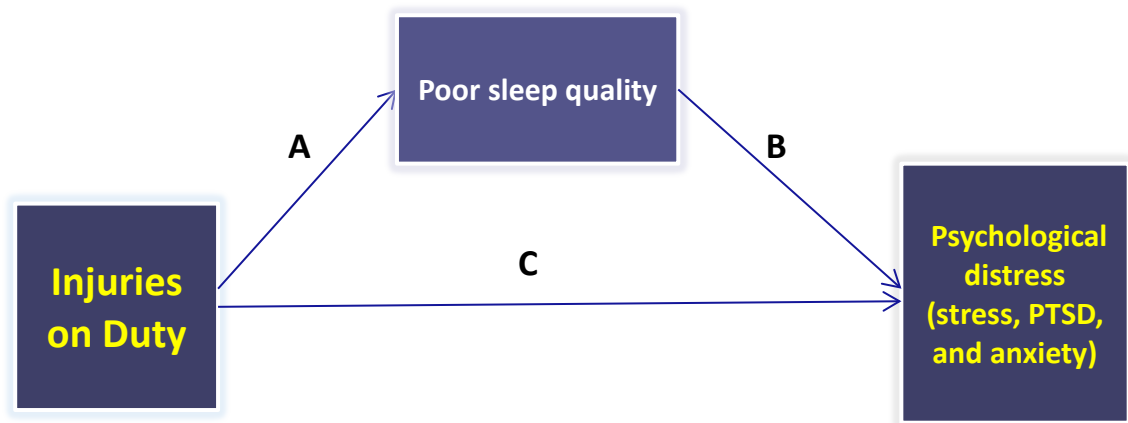 Poor sleep quality
A
B
Injuries
on Duty
C
Psychological
distress
(stress, PTSD,
and anxiety)